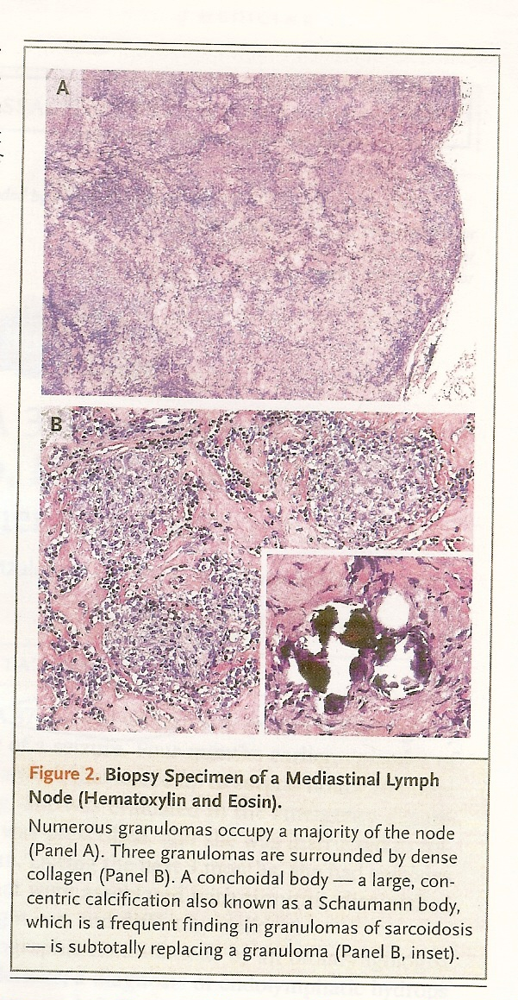 A
B
Figure 2. Biopsy Specimen of a Mediastinal Lymph
Node (Hematoxylin and Eosin).
Numerous granulomas occupy a majority of the node
(Panel A). Three granulomas are surrounded by dense
collagen (Panel B). A conchoidal body — a large, con-
centric calcification also known as a Schaumann body,
which is a frequent finding in granulomas of sarcoidosis
— is subtotally replacing a granuloma (Panel B, inset).